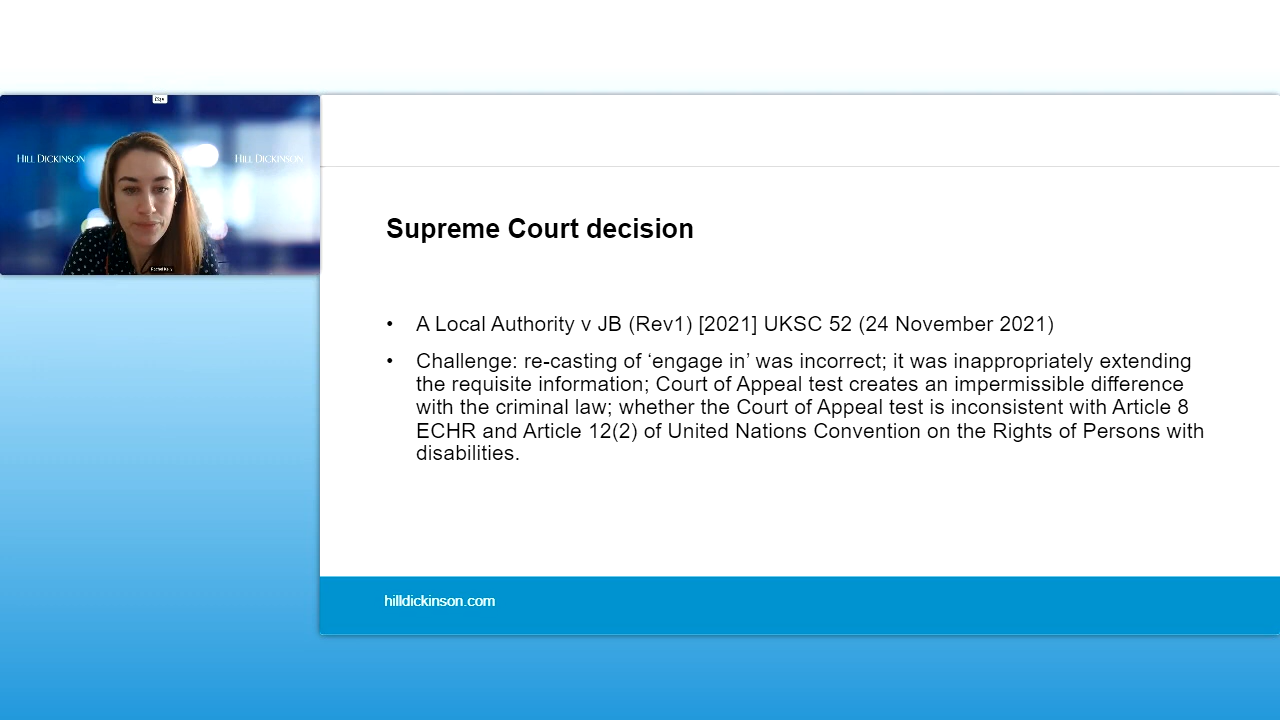 HILL DICKINSON
HILL DICKINSON
Supreme Court decision
• A Local Authority v JB (Rev1) [2021] UKSC 52 (24 November 2021)
• Challenge: re-casting of ‘engage in’ was incorrect; it was inappropriately extending
the requisite information; Court of Appeal test creates an impermissible difference
with the criminal law; whether the Court of Appeal test is inconsistent with Article 8
ECHR and Article 12(2) of United Nations Convention on the Rights of Persons with
disabilities.
hilldickinson.com